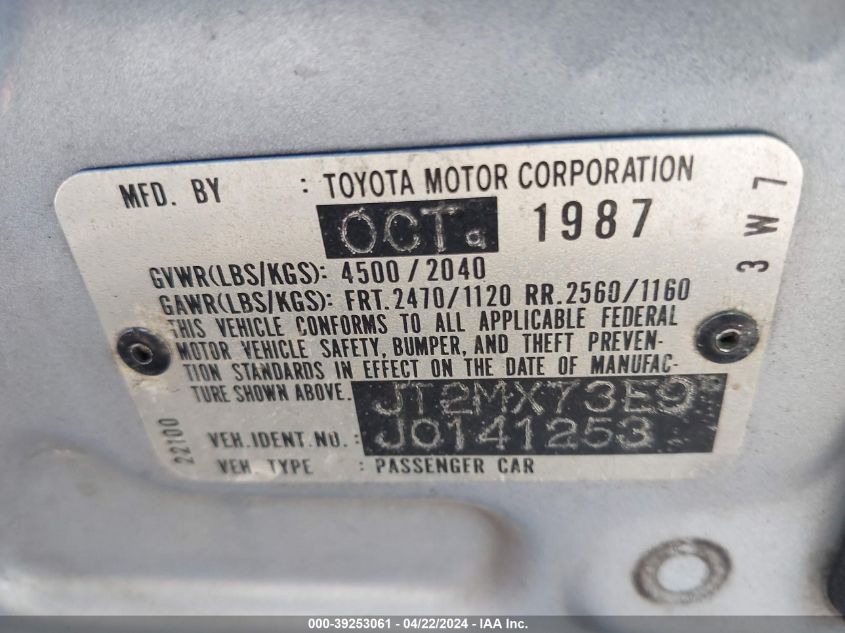 MFD. BY : TOYOTA MOTOR CORPORATION
OCT. 1987
GVWR(LBS/KGS): 4500/2040
GAWR(LBS/KGS): FRT.2470/1120 RR.2560/1160
THIS VEHICLE CONFORMS TO ALL APPLICABLE FEDERAL
MOTOR VEHICLE SAFETY, BUMPER, AND THEFT PREVEN-
TION STANDARDS IN EFFECT ON THE DATE OF MANUFAC-
TURE SHOWN ABOVE. JT2MX73E9
VEH.IDENT.NO. : J0141253
VEH TYPE : PASSENGER CAR
22100
3 W 7
000-39253061 - 04/22/2024 - IAA Inc.